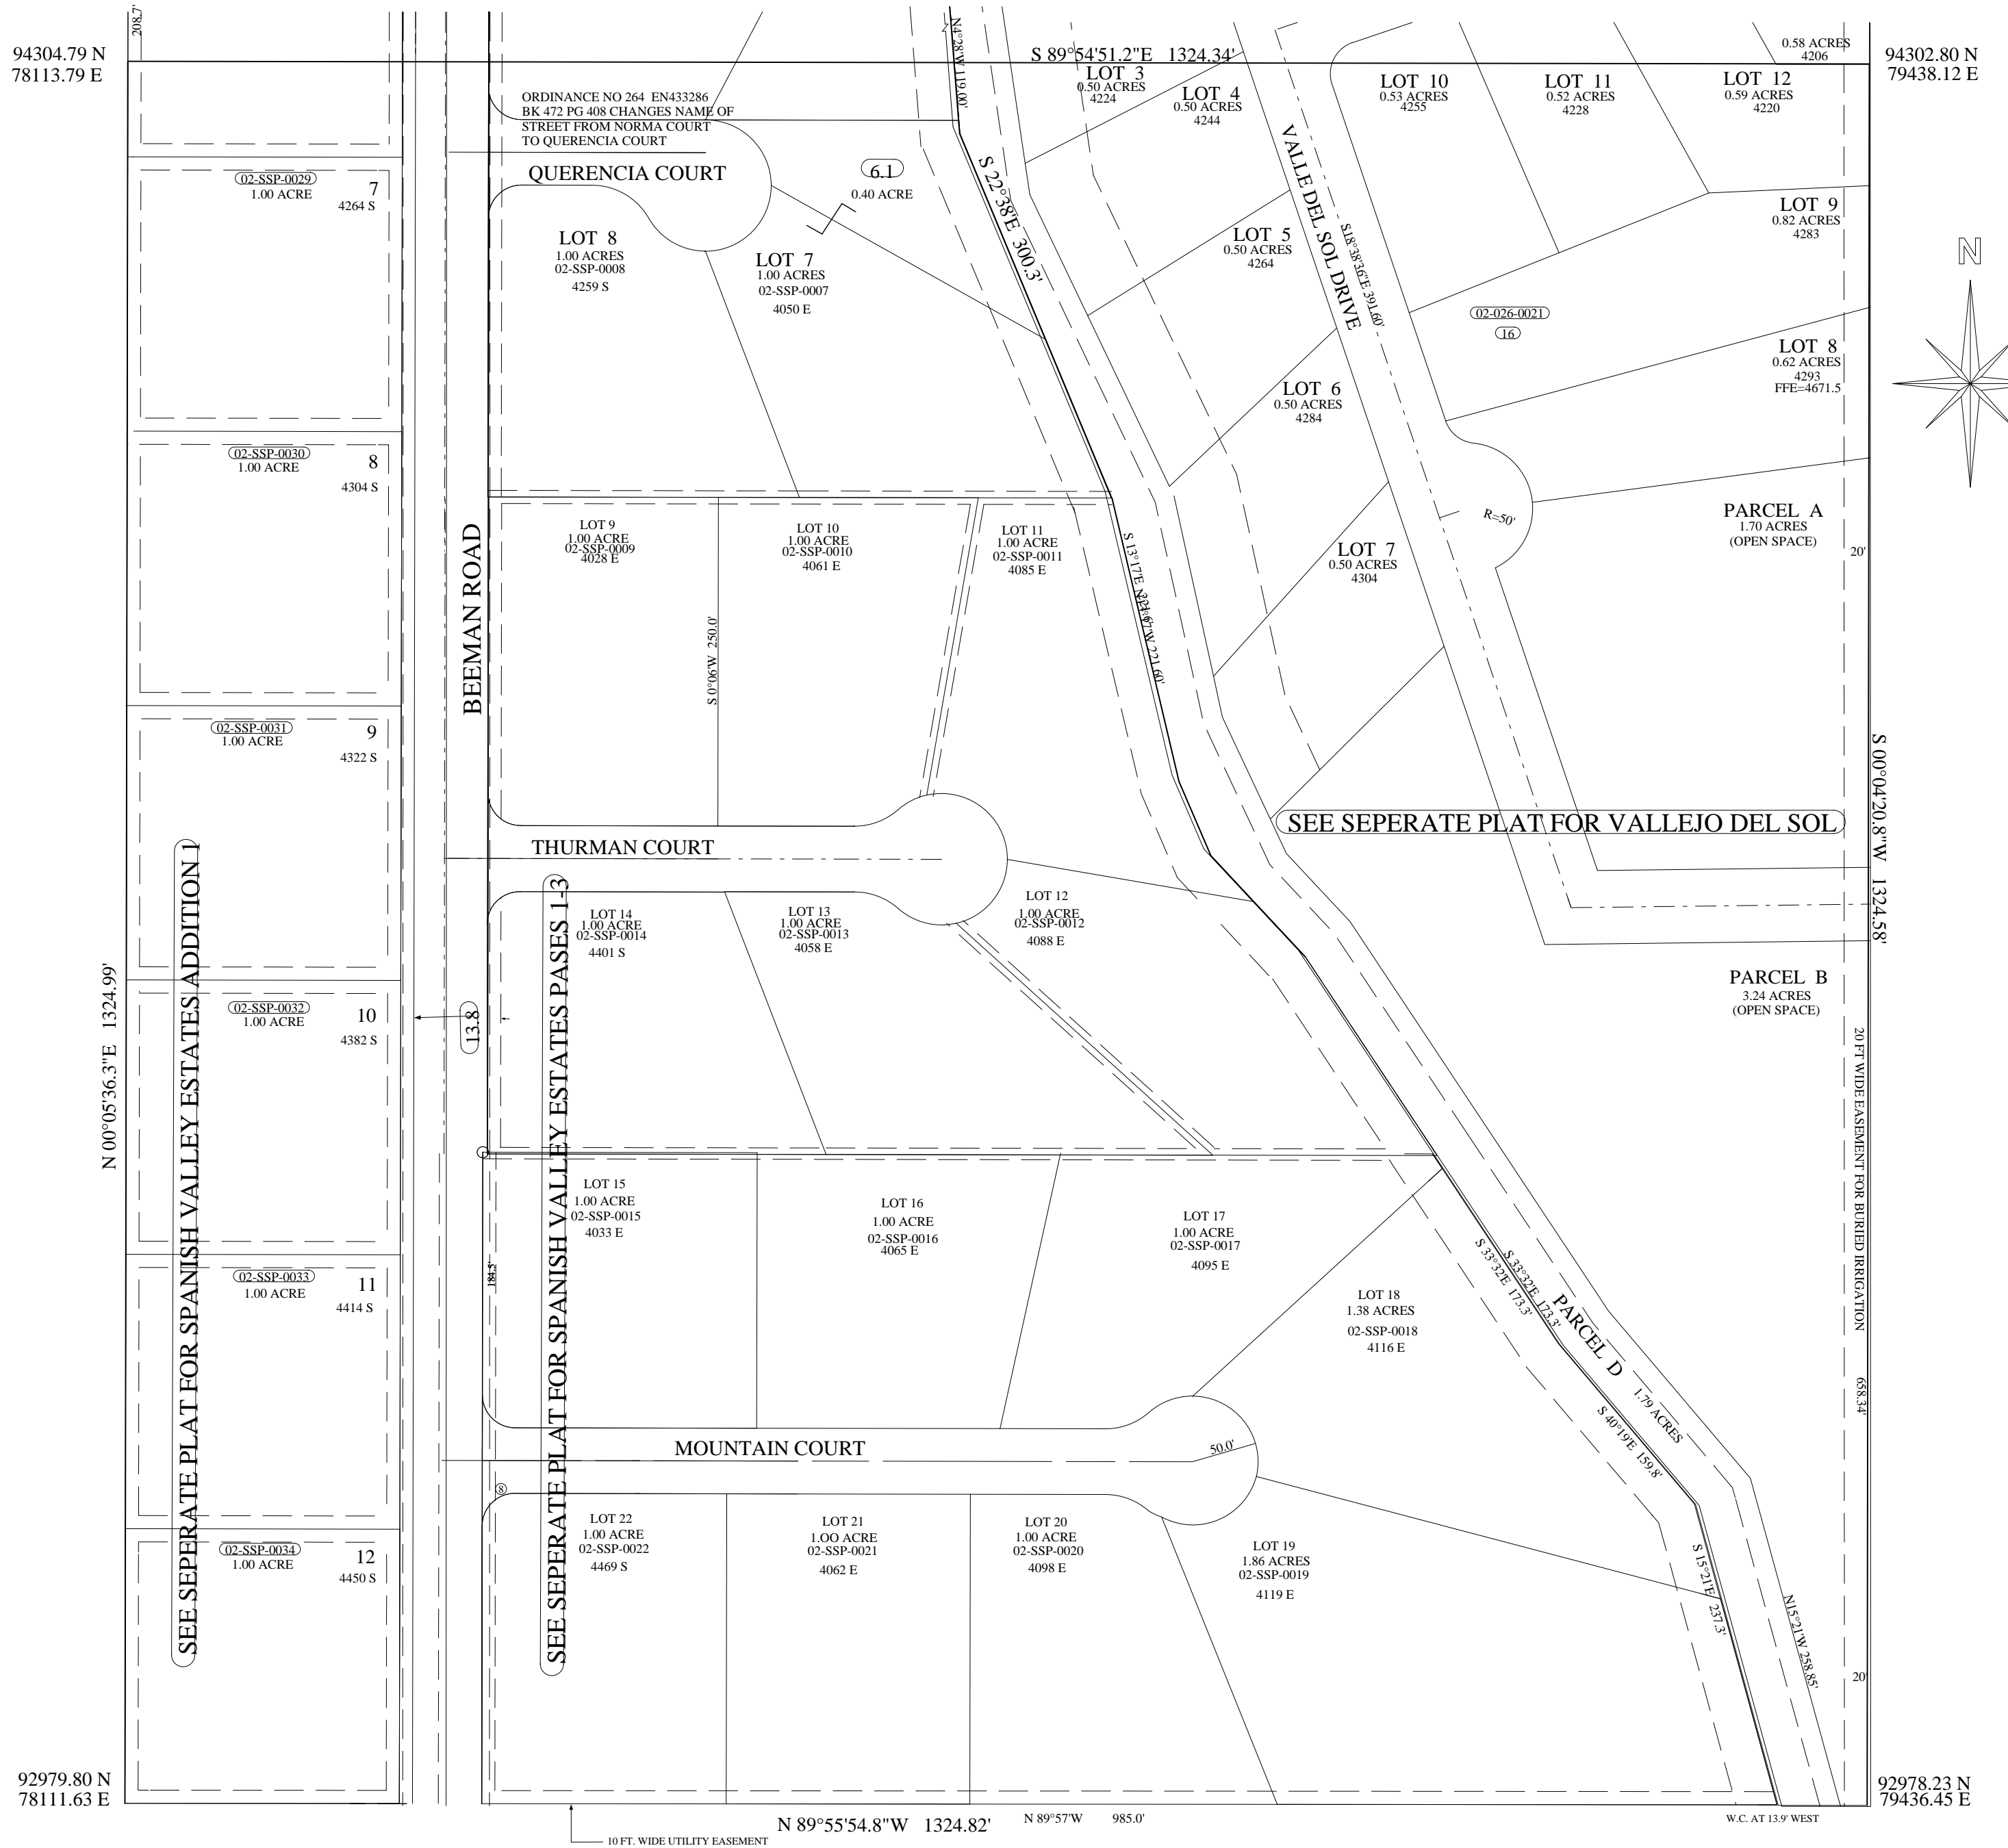 208.7'
94304.79 N
78113.79 E
S 89°54'51.2"E 1324.34'
94302.80 N
79438.12 E
0.58 ACRES
4206
N4°28'W 119.00'
ORDINANCE NO 264 EN433286
BK 472 PG 408 CHANGES NAME OF
STREET FROM NORMA COURT
TO QUERENCIA COURT
QUERENCIA COURT
6.1
0.40 ACRE
S 22°38'E 300.3'
LOT 3
0.50 ACRES
4224
LOT 4
0.50 ACRES
4244
LOT 10
0.53 ACRES
4255
LOT 11
0.52 ACRES
4228
LOT 12
0.59 ACRES
4220
VALLE DEL SOL DRIVE
S18°38'36"E 391.60'
02-SSP-0029
1.00 ACRE
7
4264 S
LOT 8
1.00 ACRES
02-SSP-0008
4259 S
LOT 7
1.00 ACRES
02-SSP-0007
4050 E
LOT 5
0.50 ACRES
4264
LOT 9
0.82 ACRES
4283
N
02-026-0021
16
LOT 8
0.62 ACRES
4293
FFE=4671.5
LOT 6
0.50 ACRES
4284
02-SSP-0030
1.00 ACRE
8
4304 S
BEEMAN ROAD
LOT 9
1.00 ACRE
02-SSP-0009
4028 E
LOT 10
1.00 ACRE
02-SSP-0010
4061 E
LOT 11
1.00 ACRE
02-SSP-0011
4085 E
S 13°17'E
W 221.60'
R=50'
PARCEL A
1.70 ACRES
(OPEN SPACE)
20'
LOT 7
0.50 ACRES
4304
S 0°06'W 250.0'
02-SSP-0031
1.00 ACRE
9
4322 S
S 00°04'20.8"W 1324.58'
SEE SEPERATE PLAT FOR VALLEJO DEL SOL
THURMAN COURT
SEE SEPERATE PLAT FOR SPANISH VALLEY ESTATES ADDITION 1
SEE SEPERATE PLAT FOR SPANISH VALLEY ESTATES PASES 1-3
LOT 14
1.00 ACRE
02-SSP-0014
4401 S
LOT 13
1.00 ACRE
02-SSP-0013
4058 E
LOT 12
1.00 ACRE
02-SSP-0012
4088 E
PARCEL B
3.24 ACRES
(OPEN SPACE)
N 00°05'36.3"E 1324.99'
02-SSP-0032
1.00 ACRE
10
4382 S
13.8
20 FT WIDE EASEMENT FOR BURIED IRRIGATION
658.34'
LOT 15
1.00 ACRE
02-SSP-0015
4033 E
LOT 16
1.00 ACRE
02-SSP-0016
4065 E
LOT 17
1.00 ACRE
02-SSP-0017
4095 E
184.5'
S 33°32'E 173.3'
S 33°32'E 173.3'
02-SSP-0033
1.00 ACRE
11
4414 S
LOT 18
1.38 ACRES
02-SSP-0018
4116 E
PARCEL D
1.79 ACRES
S 40°19'E 159.8'
MOUNTAIN COURT
50.0'
8
02-SSP-0034
1.00 ACRE
12
4450 S
LOT 22
1.00 ACRE
02-SSP-0022
4469 S
LOT 21
1.OO ACRE
02-SSP-0021
4062 E
LOT 20
1.00 ACRE
02-SSP-0020
4098 E
LOT 19
1.86 ACRES
02-SSP-0019
4119 E
S 15°21'E 237.3'
N15°21'W 258.85'
20'
92979.80 N
78111.63 E
92978.23 N
79436.45 E
N 89°55'54.8"W 1324.82'
N 89°57'W 985.0'
W.C. AT 13.9' WEST
10 FT. WIDE UTILITY EASEMENT